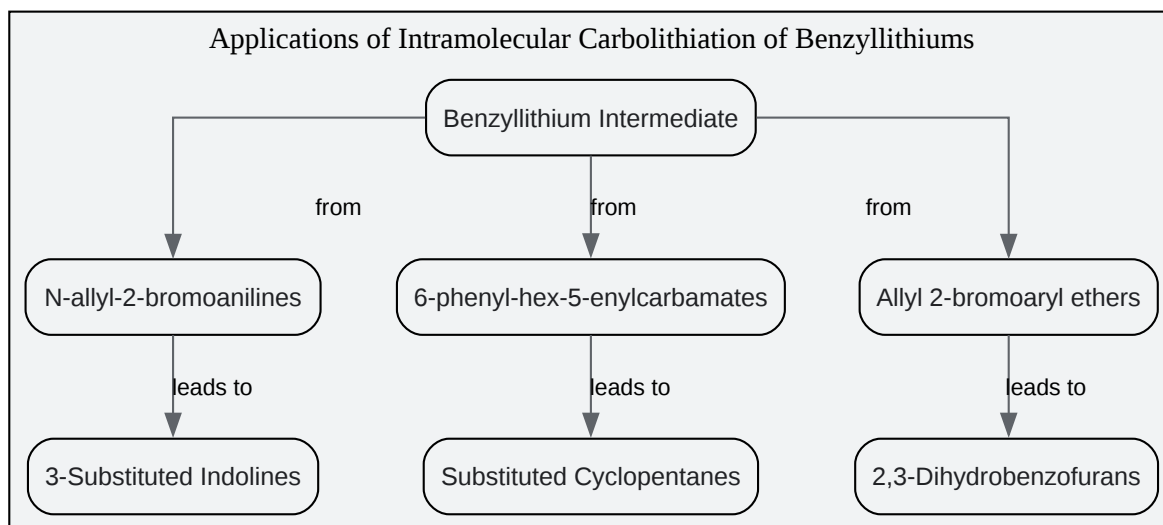 Applications of Intramolecular Carbolithiation of Benzyllithiums
Benzyllithium Intermediate
from
from
from
N-allyl-2-bromoanilines
6-phenyl-hex-5-enylcarbamates
Allyl 2-bromoaryl ethers
leads to
leads to
leads to
3-Substituted Indolines
Substituted Cyclopentanes
2,3-Dihydrobenzofurans